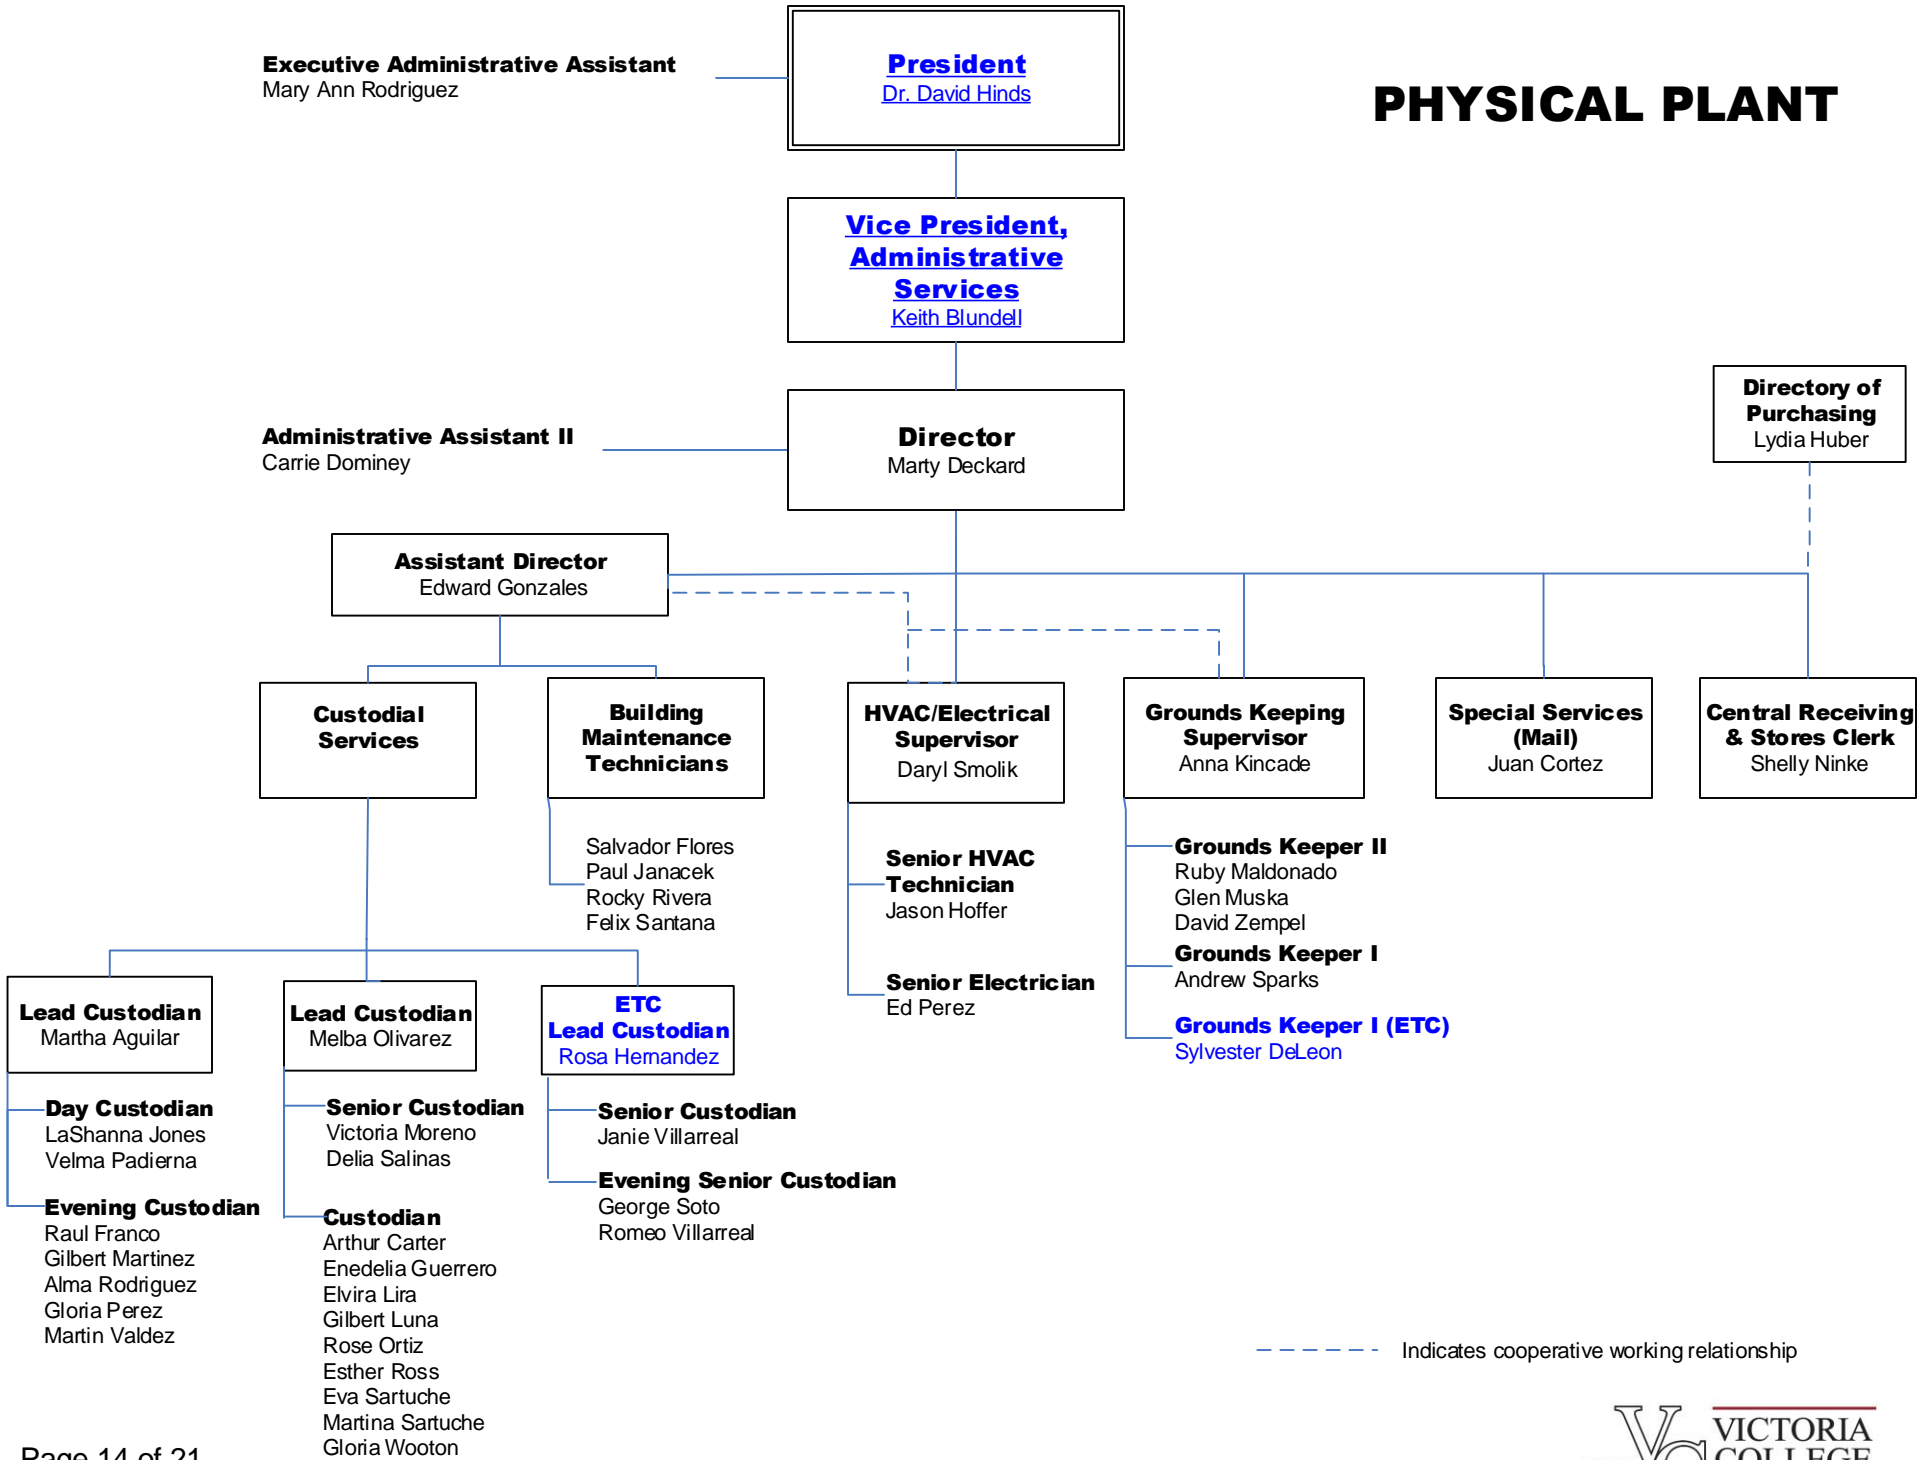 Executive Administrative Assistant
Mary Ann Rodriguez
President
Dr. David Hinds
PHYSICAL PLANT
Vice President,
Administrative
Services
Keith Blundell
Administrative Assistant II
Carrie Dominey
Director
Marty Deckard
Directory of
Purchasing
Lydia Huber
Assistant Director
Edward Gonzales
Custodial
Services
Building
Maintenance
Technicians
HVAC/Electrical
Supervisor
Daryl Smolik
Grounds Keeping
Supervisor
Anna Kincade
Special Services
(Mail)
Juan Cortez
Central Receiving
& Stores Clerk
Shelly Ninke
Salvador Flores
Paul Janacek
Rocky Rivera
Felix Santana
Senior HVAC
Technician
Jason Hoffer
Senior Electrician
Ed Perez
Grounds Keeper II
Ruby Maldonado
Glen Muska
David Zempel
Grounds Keeper I
Andrew Sparks
Grounds Keeper I (ETC)
Sylvester DeLeon
Lead Custodian
Martha Aguilar
Lead Custodian
Melba Olivarez
ETC
Lead Custodian
Rosa Hernandez
Day Custodian
LaShanna Jones
Velma Padierna
Evening Custodian
Raul Franco
Gilbert Martinez
Alma Rodriguez
Gloria Perez
Martin Valdez
Senior Custodian
Victoria Moreno
Delia Salinas
Custodian
Arthur Carter
Enedelia Guerrero
Elvira Lira
Gilbert Luna
Rose Ortiz
Esther Ross
Eva Sartuche
Martina Sartuche
Gloria Wooton
Senior Custodian
Janie Villarreal
Evening Senior Custodian
George Soto
Romeo Villarreal
Indicates cooperative working relationship
Page 14 of 21
VC
VICTORIA
COLLEGE